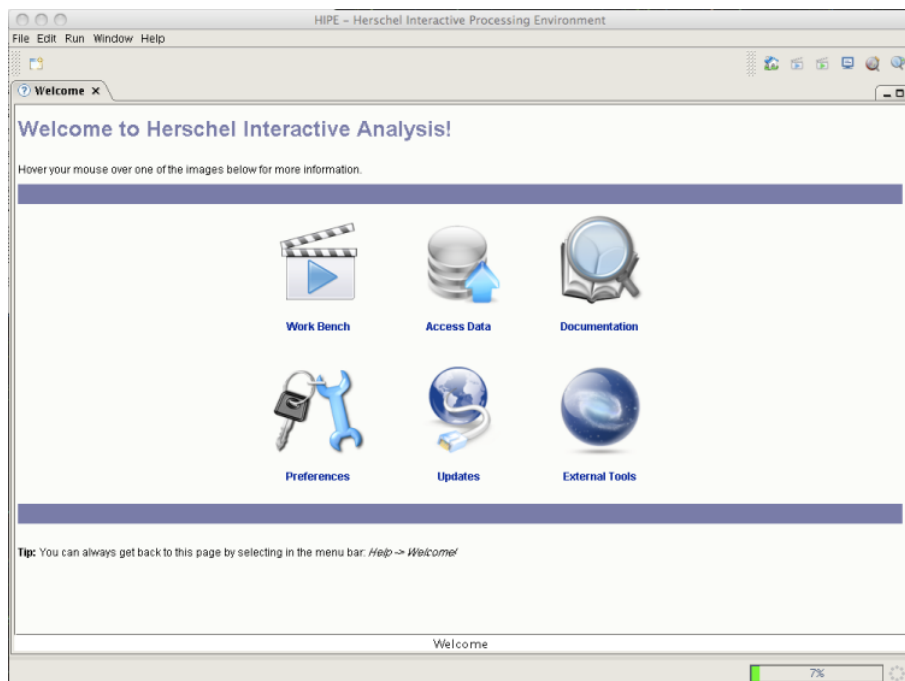 HIPE – Herschel Interactive Processing Environment
File Edit Run Window Help
Welcome
Welcome to Herschel Interactive Analysis!
Hover your mouse over one of the images below for more information.
Work Bench Access Data Documentation
Preferences Updates External Tools
Tip: You can always get back to this page by selecting in the menu bar: Help -> Welcome!
Welcome
7%